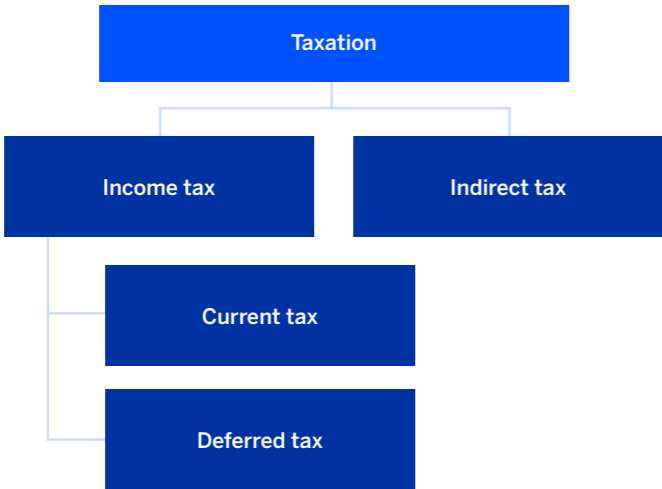 Taxation
Income tax
Indirect tax
Current tax
Deferred tax